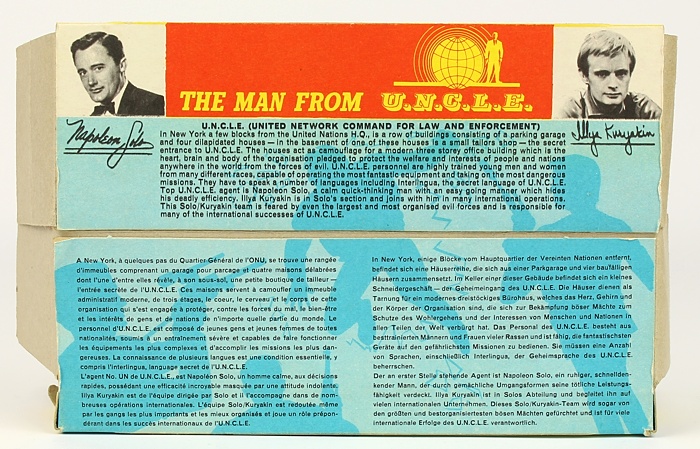 THE MAN FROM U.N.C.L.E.
Napoleon Solo
Illya Kuryakin
U.N.C.L.E. (UNITED NETWORK COMMAND FOR LAW AND ENFORCEMENT)
In New York a few blocks from the United Nations H.Q., is a row of buildings consisting of a parking garage
and four dilapidated houses — in the basement of one of these houses is a small tailors shop — the secret
entrance to U.N.C.L.E. The houses act as camouflage for a modern three storey office building which is the
heart, brain and body of the organisation pledged to protect the welfare and interests of people and nations
anywhere in the world from the forces of evil. U.N.C.L.E. personnel are highly trained young men and women
from many different races, capable of operating the most fantastic equipment and taking on the most dangerous
missions. They have to speak a number of languages including Interlingua, the secret language of U.N.C.L.E.
Top U.N.C.L.E. agent is Napoleon Solo, a calm quick-thinking man with an easy going manner which hides
his deadly efficiency. Illya Kuryakin is in Solo's section and joins with him in many international operations.
This Solo/Kuryakin team is feared by even the largest and most organised evil forces and is responsible for
many of the international successes of U.N.C.L.E.
A New York, à quelques pas du Quartier Général de l'ONU, se trouve une rangée
d'immeubles comprenant un garage pour parcage et quatre maisons délabrées
dont l'une d'entre elles révèle, à son sous-sol, une petite boutique de tailleur —
l'entrée secrète de l'U.N.C.L.E. Ces maisons servent à camoufler un immeuble
administratif moderne, de trois étages, le coeur, le cerveau et le corps de cette
organisation qui s'est engagée à protéger, contre les forces du mal, le bien-être
et les intérêts de gens et de nations de n'importe quelle partie du monde. Le
personnel d'U.N.C.L.E. est composé de jeunes gens et jeunes femmes de toutes
nationalités, soumis à un entraînement sévère et capables de faire fonctionner
les équipements les plus complexes et d'accomplir les missions les plus dan-
gereuses. La connaissance de plusieurs langues est une condition essentielle, y
compris l'interlingua, language secret de l'U.N.C.L.E.
L'agent No. UN de U.N.C.L.E., est Napoléon Solo, un homme calme, aux décisions
rapides, possédant une efficacité incroyable masquée par une attitude indolente.
Illya Kuryakin est de l'équipe dirigée par Solo et il l'accompagne dans de nom-
breuses opérations internationales. L'équipe Solo/Kuryakin est redoutée même
par les gangs les plus importants et les mieux organisés et joue un rôle prépon-
dérant dans les succès internationaux de l'U.N.C.L.E.
In New York, einige Blocke vom Hauptquartier der Vereinten Nationen entfernt,
befindet sich eine Häuserreihe, die sich aus einer Parkgarage und vier baufälligen
Häusern zusammensetzt. Im Keller einer dieser Gebäude befindet sich ein kleines
Schneidergeschäft — der Geheimeingang des U.N.C.L.E. Die Häuser dienen als
Tarnung für ein modernes dreistöckiges Bürohaus, welches das Herz, Gehirn und
der Körper der Organisation sind, die sich zur Bekämpfung böser Mächte zum
Schutze des Wohlergehens und der Interessen von Menschen und Nationen in
allen Teilen der Welt verbürgt hat. Das Personal des U.N.C.L.E. besteht aus
besttrainierten Männern und Frauen vieler Rassen und ist fähig, die fantastischsten
Geräte auf den gefährlichsten Missionen zu bedienen. Sie müssen eine Anzahl
von Sprachen, einschließlich Interlingua, der Geheimsprache des U.N.C.L.E.
beherrschen.
Der an erster Stelle stehende Agent ist Napoleon Solo, ein ruhiger, schnellden-
kender Mann, der durch gemächliche Umgangsformen seine tötliche Leistungs-
fähigkeit verdeckt. Illya Kuryakin ist in Solos Abteilung und begleitet ihn auf
vielen internationalen Unternehmen. Dieses Solo/Kuryakin-Team wird sogar von
den größten und bestorganisiertesten bösen Mächten gefürchtet und ist für viele
internationale Erfolge des U.N.C.L.E. verantwortlich.